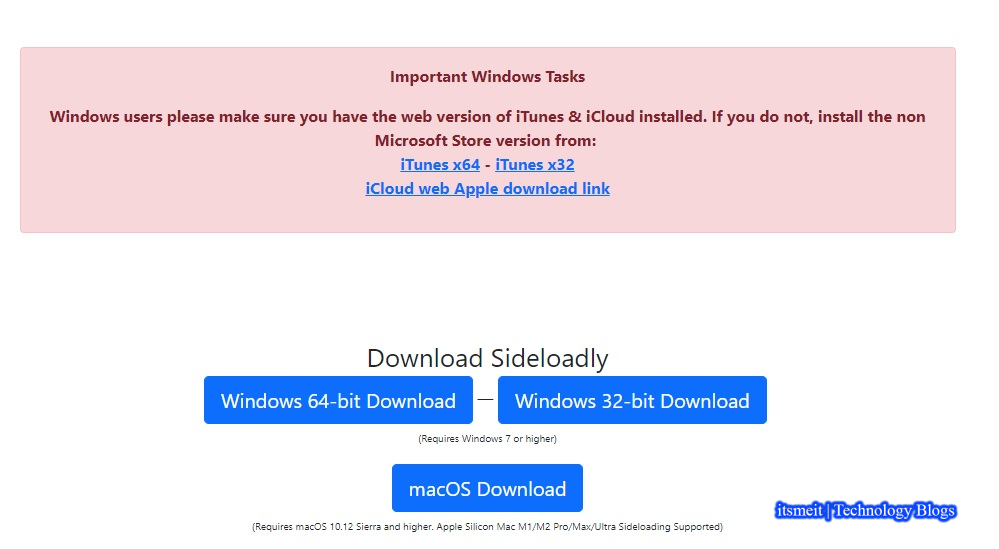 Important Windows Tasks
Windows users please make sure you have the web version of iTunes & iCloud installed. If you do not, install the non
Microsoft Store version from:
iTunes x64 - iTunes x32
iCloud web Apple download link
Download Sideloadly
Windows 64-bit Download — Windows 32-bit Download
(Requires Windows 7 or higher)
macOS Download
(Requires macOS 10.12 Sierra and higher. Apple Silicon Mac M1/M2 Pro/Max/Ultra Sideloading Supported)
itsmeit | Technology Blogs